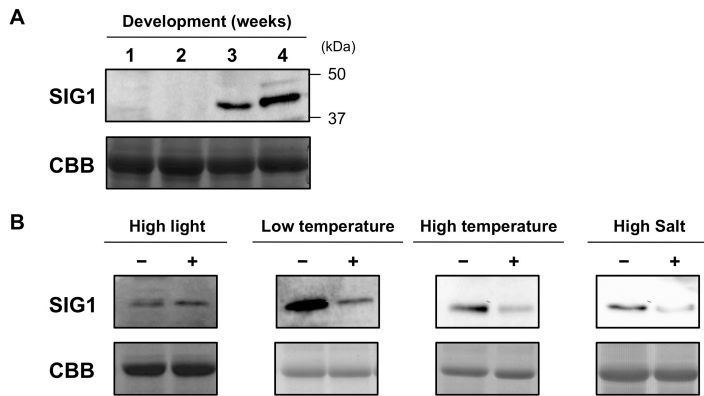 A
Development (weeks)
1 2 3 4 (kDa)
SIG1
50
37
CBB
B
High light Low temperature High temperature High Salt
− + − + − + − +
SIG1
CBB